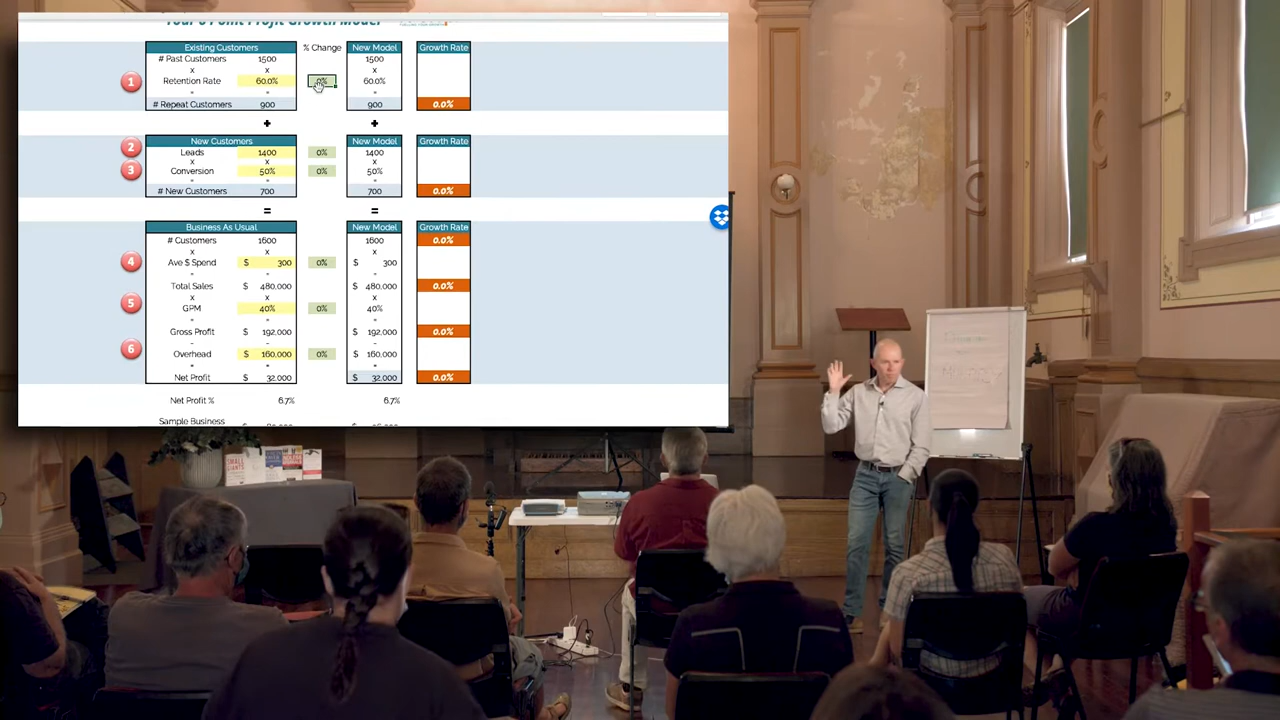 Your 6 Point Profit Growth Model
Existing Customers % Change New Model Growth Rate
# Past Customers 1500 1500
x x
1 Retention Rate 60.0% 0% 60.0%
= =
# Repeat Customers 900 900 0.0%
+ +
New Customers New Model Growth Rate
2 Leads 1400 0% 1400
x x x
3 Conversion 50% 0% 50%
= = =
# New Customers 700 700 0.0%
= =
Business As Usual New Model Growth Rate
# Customers 1600 1600 0.0%
x x x
4 Ave $ Spend $ 300 0% $ 300
= = =
Total Sales $ 480,000 $ 480,000 0.0%
x x x
5 GPM 40% 0% 40%
= = =
Gross Profit $ 192,000 $ 192,000 0.0%
- - -
6 Overhead $ 160,000 0% $ 160,000
= = =
Net Profit $ 32,000 $ 32,000 0.0%
Net Profit % 6.7% 6.7%
Sample Business
SMALL
GIANTS